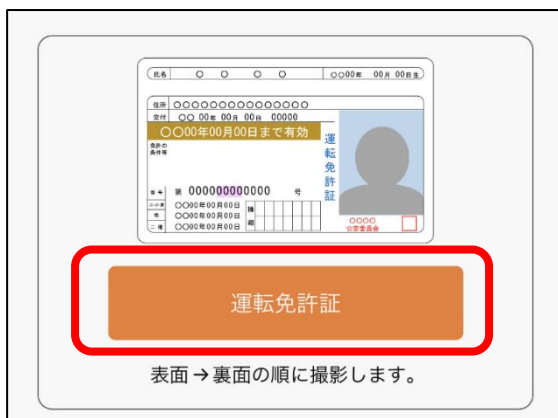 氏名 ○ ○ ○ ○ ○○00年 00月 00日生
住所 ○○○○○○○○○○○○○○○
交付 ○○ 00年 00月 00日 00000
○○00年00月00日まで有効
免許の
条件等
運転免許証
番号 第 000000000000 号
二・小・原 ○○00年00月00日
他 ○○00年00月00日
二種 ○○00年00月00日
種類
○○○○
公安委員会
運転免許証
表面→裏面の順に撮影します。